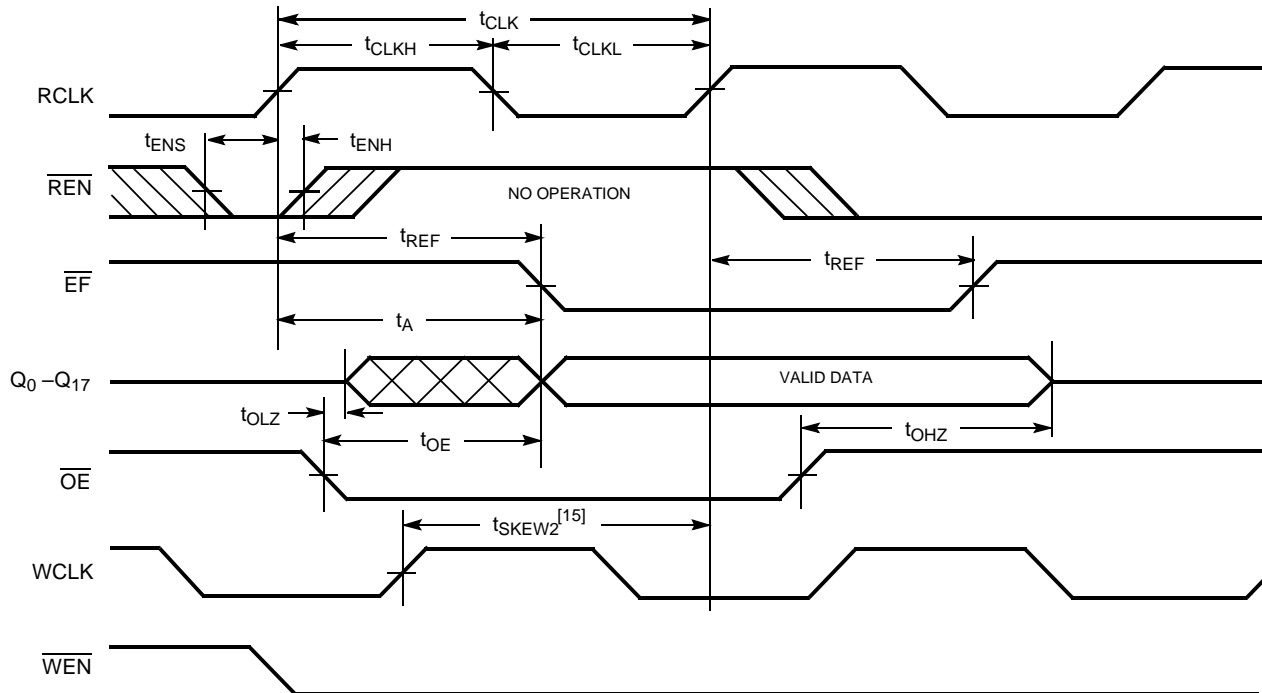 tCLK
tCLKH tCLKL
RCLK
tENS tENH
REN
NO OPERATION
tREF
tREF
EF
tA
Q0 –Q17
VALID DATA
tOLZ
tOE
tOHZ
OE
tSKEW2[15]
WCLK
WEN